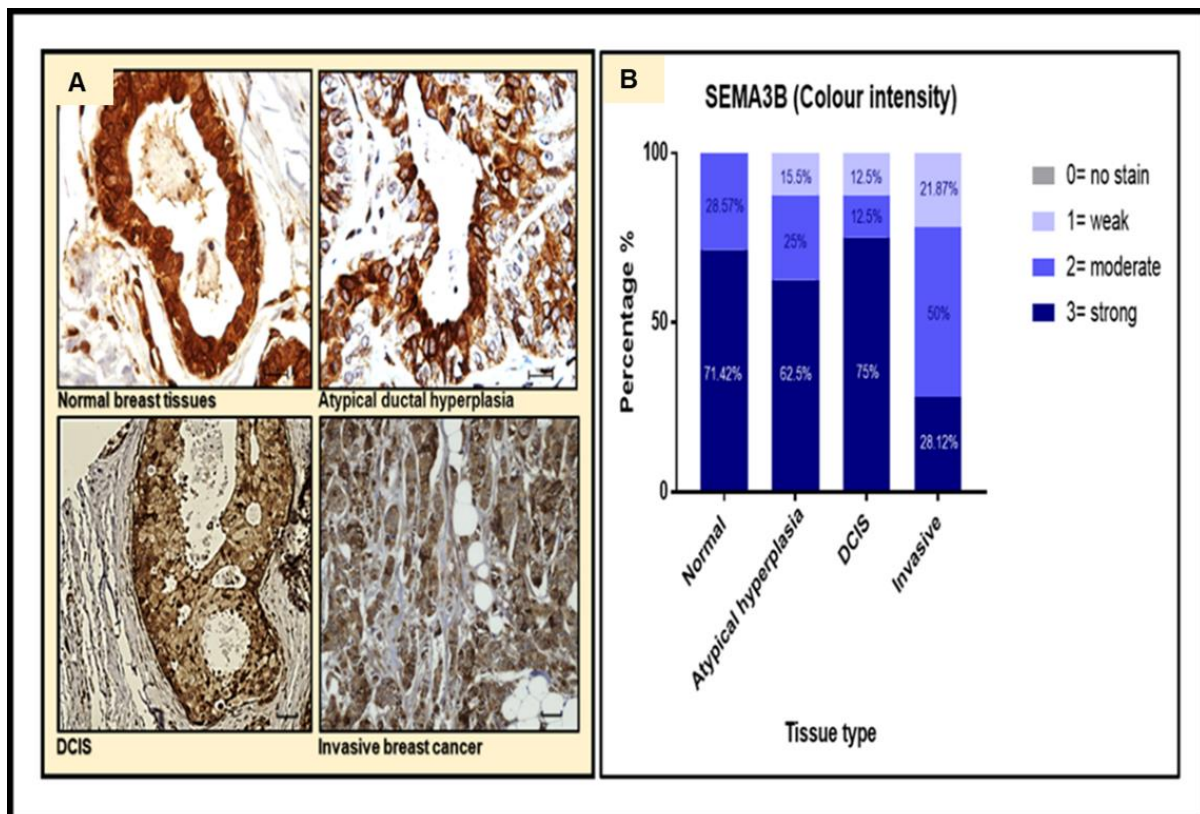 A
Normal breast tissues
Atypical ductal hyperplasia
DCIS
Invasive breast cancer
B
SEMA3B (Colour intensity)
Percentage %
100
50
0
28.57%
71.42%
15.5%
25%
62.5%
12.5%
12.5%
75%
21.87%
50%
28.12%
Normal
Atypical hyperplasia
DCIS
Invasive
Tissue type
0= no stain
1= weak
2= moderate
3= strong